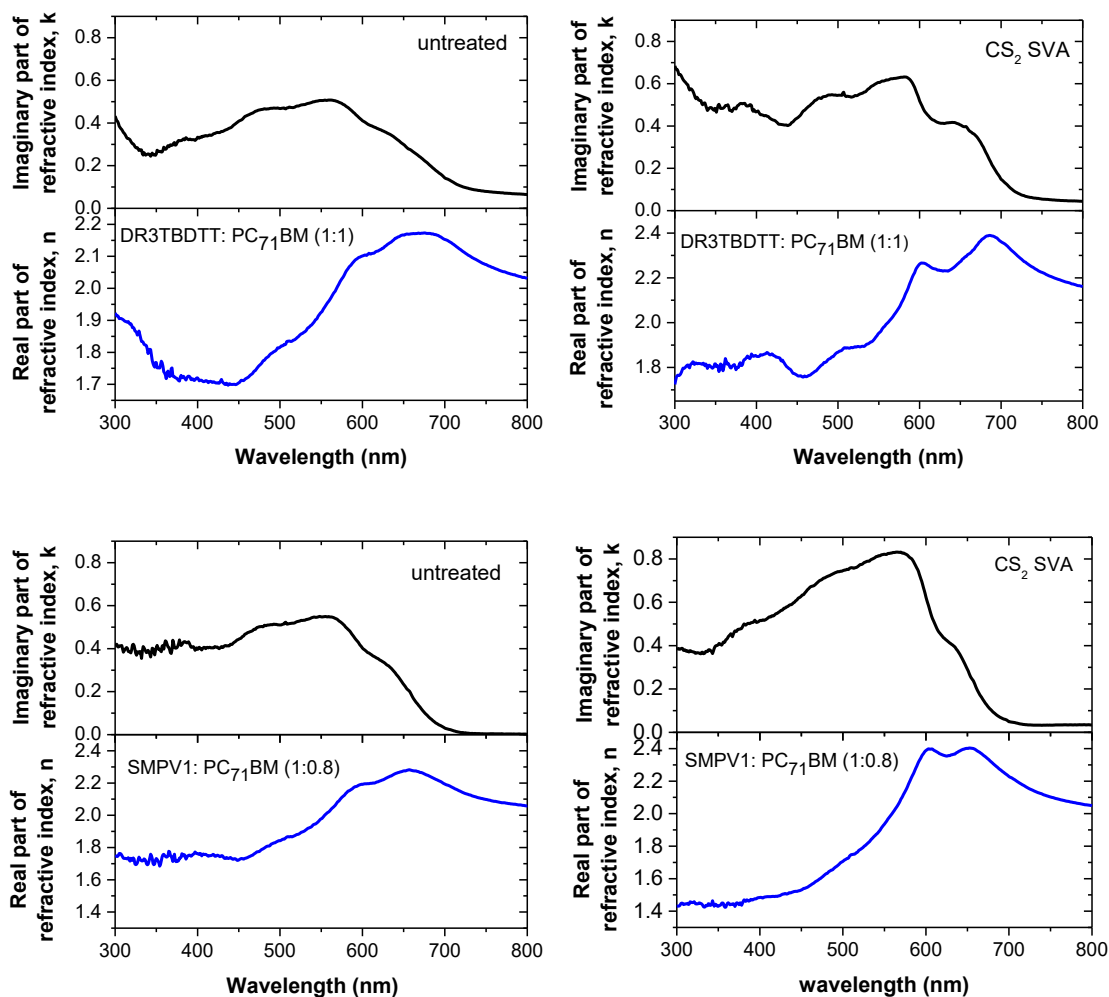 Imaginary part of
refractive index, k
0.8
0.6
0.4
0.2
0.0
untreated
Real part of
refractive index, n
2.2
2.1
2.0
1.9
1.8
1.7
DR3TBDTT: PC71BM (1:1)
300 400 500 600 700 800
Wavelength (nm)
Imaginary part of
refractive index, k
0.8
0.6
0.4
0.2
0.0
CS2 SVA
Real part of
refractive index, n
2.4
2.2
2.0
1.8
DR3TBDTT: PC71BM (1:1)
300 400 500 600 700 800
Wavelength (nm)
Imaginary part of
refractive index, k
0.8
0.6
0.4
0.2
0.0
untreated
Real part of
refractive index, n
2.4
2.2
2.0
1.8
1.6
1.4
SMPV1: PC71BM (1:0.8)
300 400 500 600 700 800
Wavelength (nm)
Imaginary part of
refractive index, k
0.8
0.6
0.4
0.2
0.0
CS2 SVA
Real part of
refractive index, n
2.4
2.2
2.0
1.8
1.6
1.4
SMPV1: PC71BM (1:0.8)
300 400 500 600 700 800
wavelength (nm)